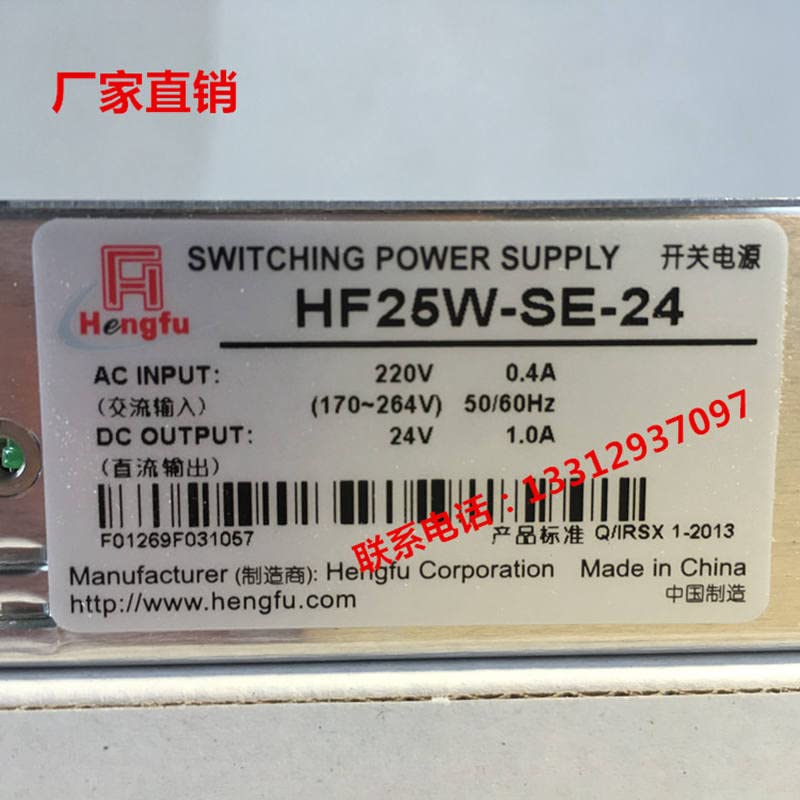 厂家直销
SWITCHING POWER SUPPLY 开关电源
Hengfu
HF25W-SE-24
AC INPUT: 220V 0.4A
(交流输入) (170~264V) 50/60Hz
DC OUTPUT: 24V 1.0A
(直流输出)
联系电话：13312937097
F01269F031057 产品标准 Q/IRSX 1-2013
Manufacturer (制造商): Hengfu Corporation Made in China
http://www.hengfu.com 中国制造